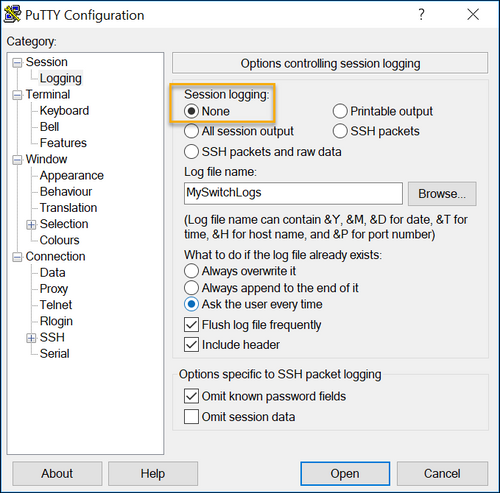 PuTTY Configuration
?
Category:
Session
Logging
Terminal
Keyboard
Bell
Features
Window
Appearance
Behaviour
Translation
Selection
Colours
Connection
Data
Proxy
Telnet
Rlogin
SSH
Serial
Options controlling session logging
Session logging:
None Printable output
All session output SSH packets
SSH packets and raw data
Log file name:
MySwitchLogs Browse...
(Log file name can contain &Y, &M, &D for date, &T for
time, &H for host name, and &P for port number)
What to do if the log file already exists:
Always overwrite it
Always append to the end of it
Ask the user every time
Flush log file frequently
Include header
Options specific to SSH packet logging
Omit known password fields
Omit session data
About Help Open Cancel